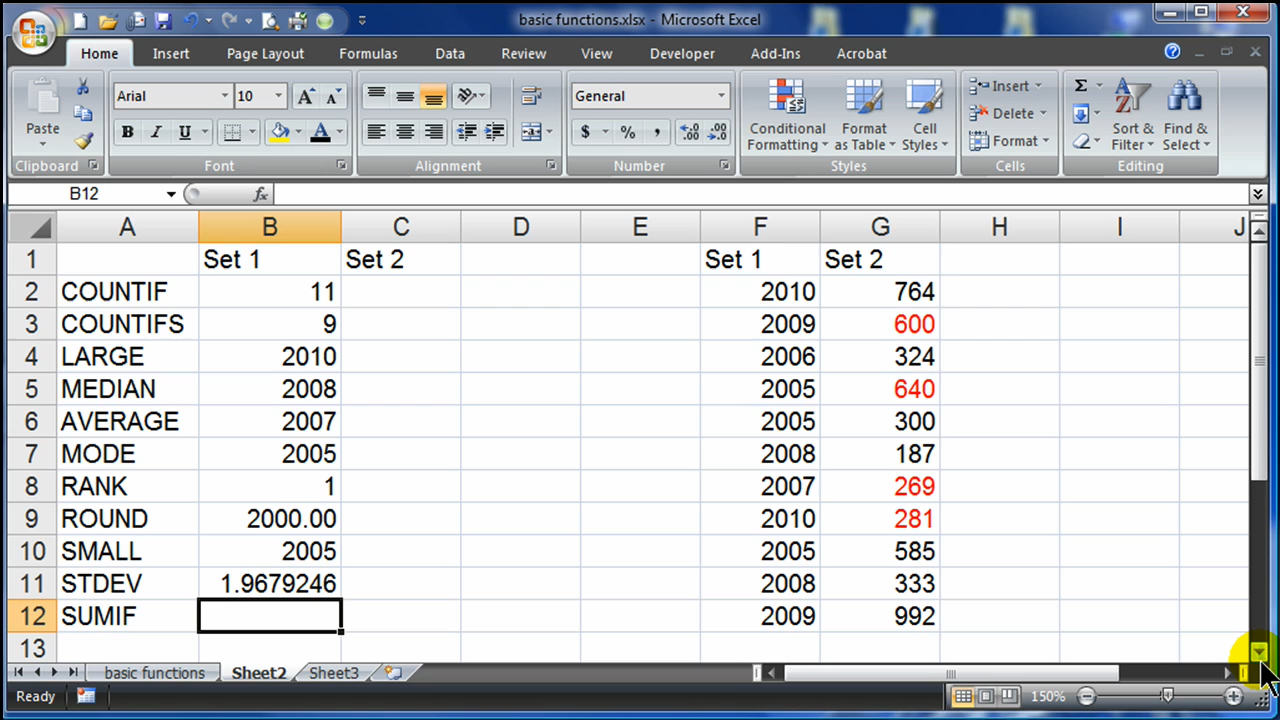 basic functions.xlsx - Microsoft Excel
Home Insert Page Layout Formulas Data Review View Developer Add-Ins Acrobat
Paste Arial 10 General Conditional Formatting Format as Table Cell Styles Insert Delete Format Sort & Filter Find & Select
Clipboard Font Alignment Number Styles Cells Editing
B12 fx
A B C D E F G H I J
1 Set 1 Set 2 Set 1 Set 2
2 COUNTIF 11 2010 764
3 COUNTIFS 9 2009 600
4 LARGE 2010 2006 324
5 MEDIAN 2008 2005 640
6 AVERAGE 2007 2005 300
7 MODE 2005 2008 187
8 RANK 1 2007 269
9 ROUND 2000.00 2010 281
10 SMALL 2005 2005 585
11 STDEV 1.9679246 2008 333
12 SUMIF 2009 992
13
basic functions Sheet2 Sheet3
Ready 150%